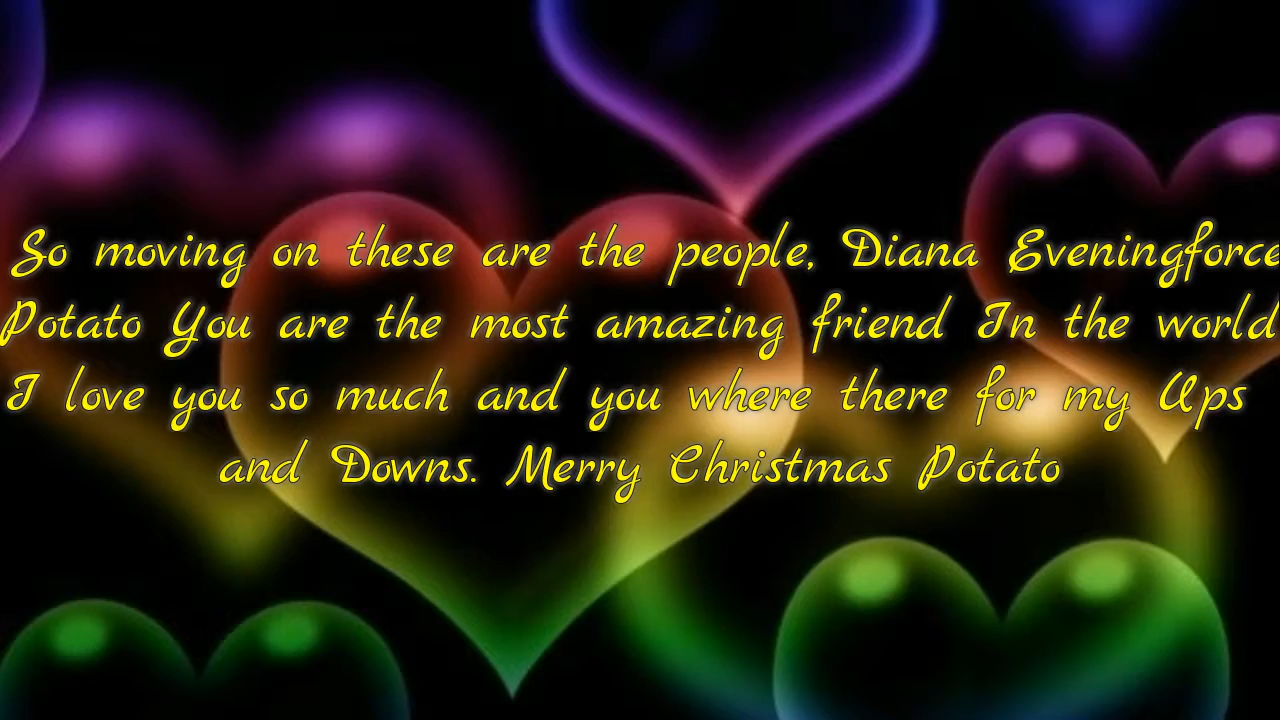 So moving on these are the people, Diana Eveningforce
Potato You are the most amazing friend In the world
I love you so much and you where there for my Ups
and Downs. Merry Christmas Potato